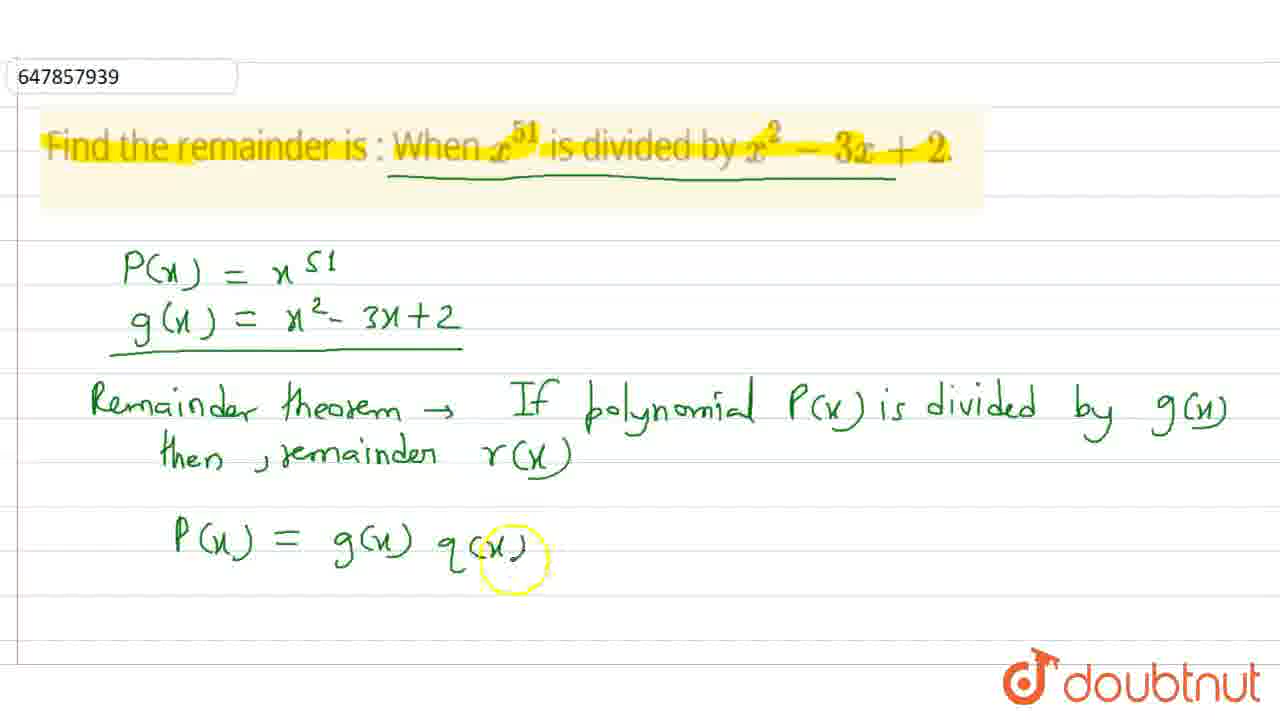 647857939
Find the remainder is : When x^51 is divided by x^2 − 3x + 2.
P(x) = x^51
g(x) = x^2 - 3x + 2
Remainder theorem → If polynomial P(x) is divided by g(x)
then, remainder r(x)
P(x) = g(x) q(x)
doubtnut